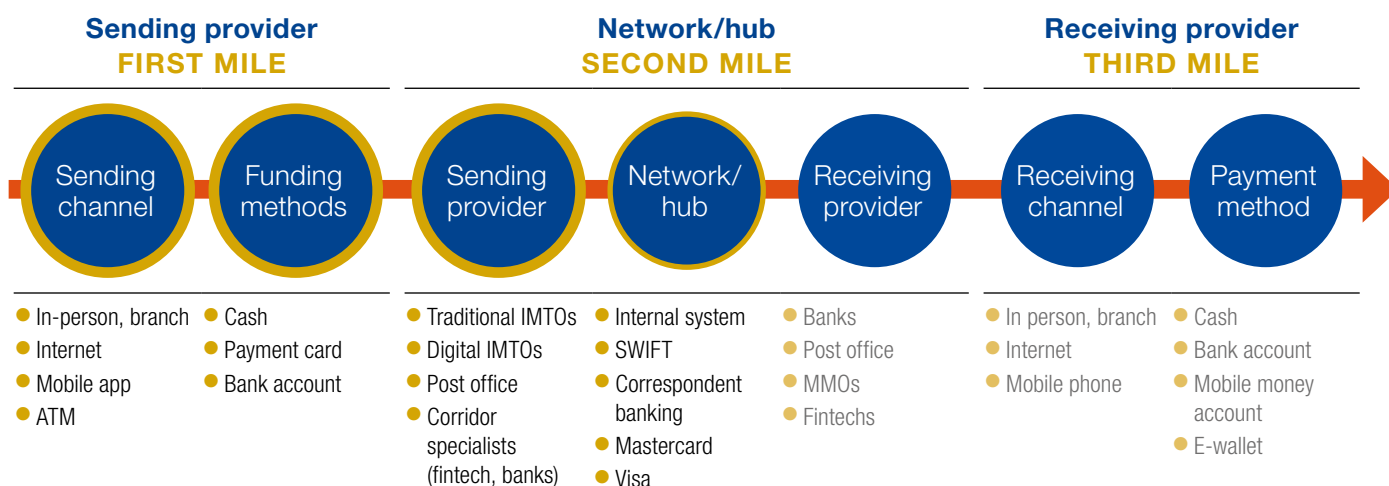 Sending provider
FIRST MILE
Network/hub
SECOND MILE
Receiving provider
THIRD MILE
Sending
channel
Funding
methods
Sending
provider
Network/
hub
Receiving
provider
Receiving
channel
Payment
method
In-person, branch
Internet
Mobile app
ATM
Cash
Payment card
Bank account
Traditional IMTOs
Digital IMTOs
Post office
Corridor
specialists
(fintech, banks)
Internal system
SWIFT
Correspondent
banking
Mastercard
Visa
Banks
Post office
MMOs
Fintechs
In person, branch
Internet
Mobile phone
Cash
Bank account
Mobile money
account
E-wallet